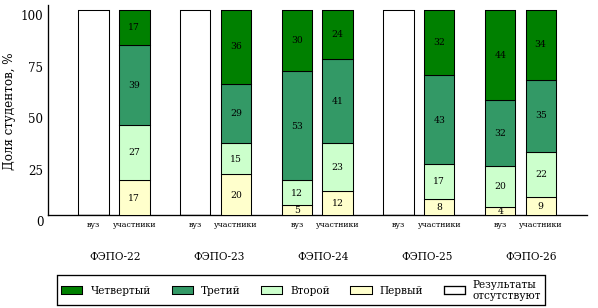 Доля студентов, %
100
75
50
25
0
17 39 27 17
36 29 15 20
30 53 12 5
24 41 23 12
32 43 17 8
44 32 20 4
34 35 22 9
вуз участники вуз участники вуз участники вуз участники вуз участники
ФЭПО-22 ФЭПО-23 ФЭПО-24 ФЭПО-25 ФЭПО-26
Четвертый Третий Второй Первый Результаты
отсутствуют